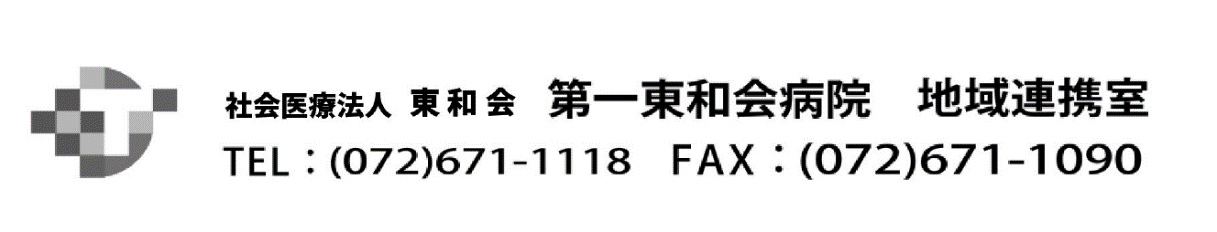 社会医療法人 東和会 第一東和会病院 地域連携室
TEL：(072)671-1118 FAX：(072)671-1090